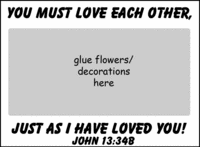 YOU MUST LOVE EACH OTHER,
glue flowers/
decorations
here
JUST AS I HAVE LOVED YOU!
JOHN 13:34B